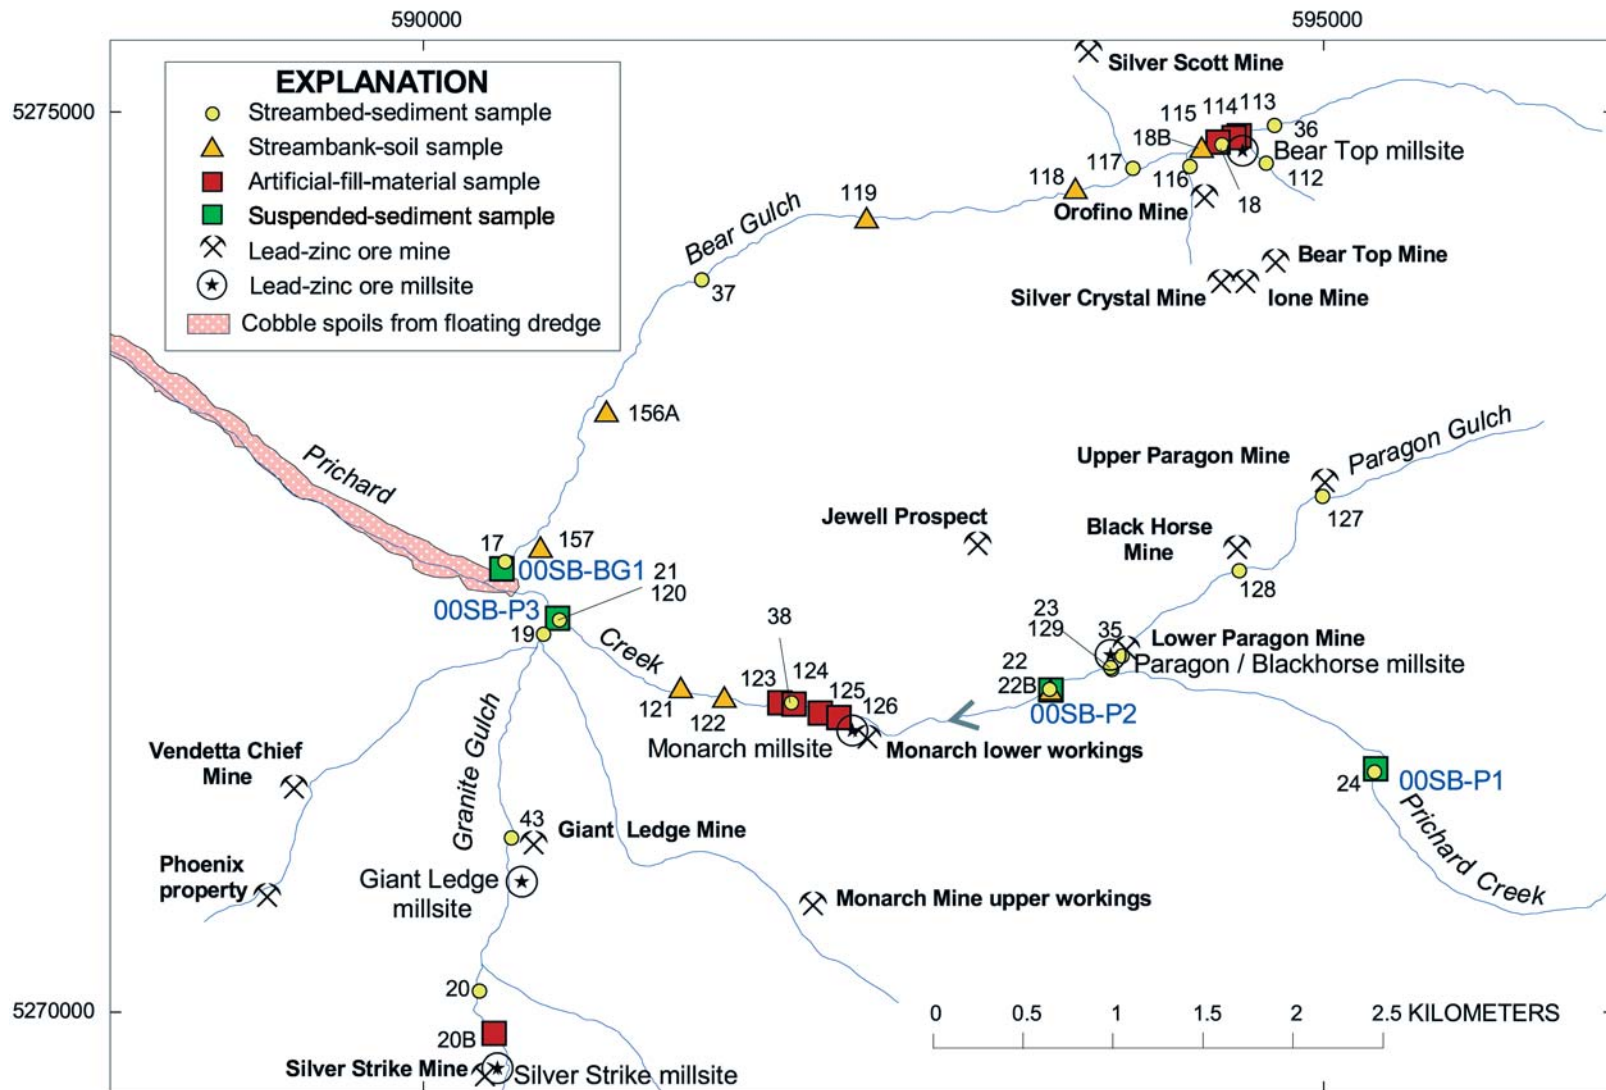 590000
595000
5275000
5270000
EXPLANATION
Streambed-sediment sample
Streambank-soil sample
Artificial-fill-material sample
Suspended-sediment sample
Lead-zinc ore mine
Lead-zinc ore millsite
Cobble spoils from floating dredge
Silver Scott Mine
115
114
113
36
18B
Bear Top millsite
117
116
112
118
18
119
Orofino Mine
Bear Gulch
Bear Top Mine
37
Silver Crystal Mine
Ione Mine
156A
Prichard
Paragon Gulch
Upper Paragon Mine
127
Jewell Prospect
Black Horse
Mine
128
17
157
00SB-BG1
21
120
00SB-P3
19
Creek
38
23
129
35
Lower Paragon Mine
Paragon / Blackhorse millsite
22
22B
00SB-P2
121
122
123
124
125
126
Monarch millsite
Monarch lower workings
24
00SB-P1
Prichard Creek
Vendetta Chief
Mine
Granite Gulch
43
Giant Ledge Mine
Phoenix
property
Giant Ledge
millsite
Monarch Mine upper workings
20
20B
Silver Strike Mine
Silver Strike millsite
0
0.5
1
1.5
2
2.5 KILOMETERS